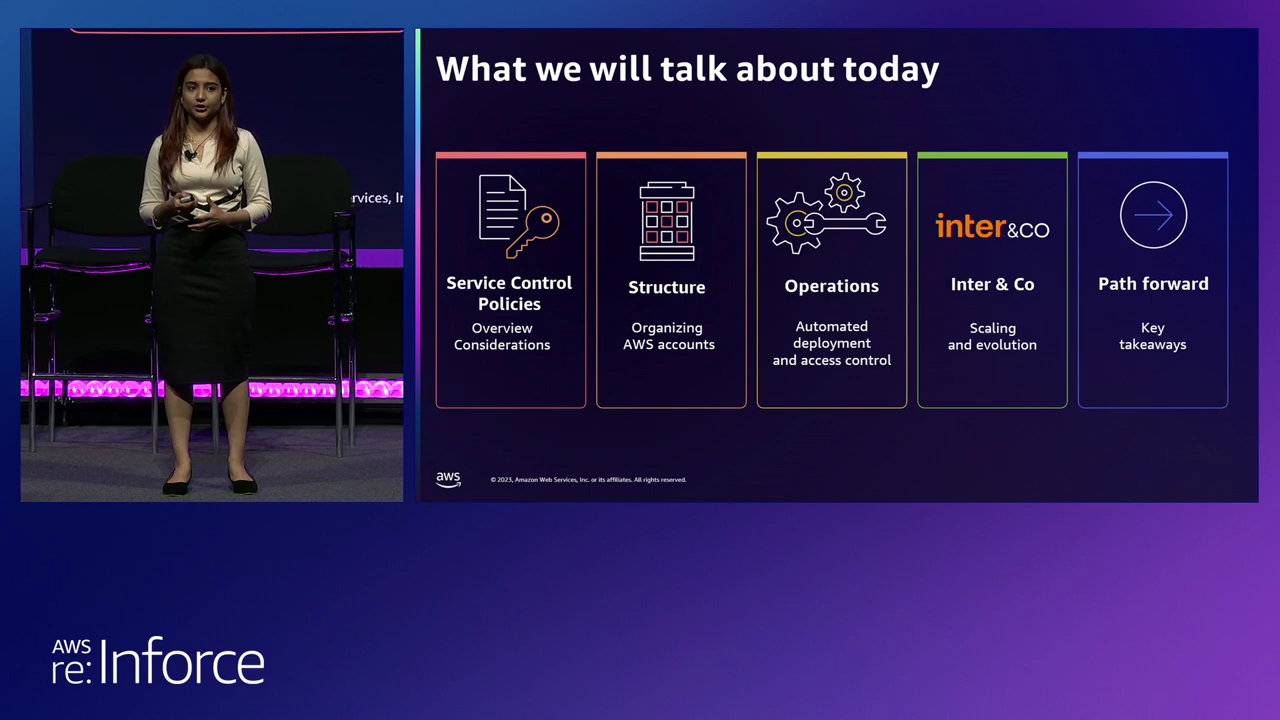 What we will talk about today
rvices, In
Service Control
Policies
Overview
Considerations
Structure
Organizing
AWS accounts
Operations
Automated
deployment
and access control
inter&CO
Inter & Co
Scaling
and evolution
Path forward
Key
takeaways
aws
© 2023, Amazon Web Services, Inc. or its affiliates. All rights reserved.
AWS
re:Inforce